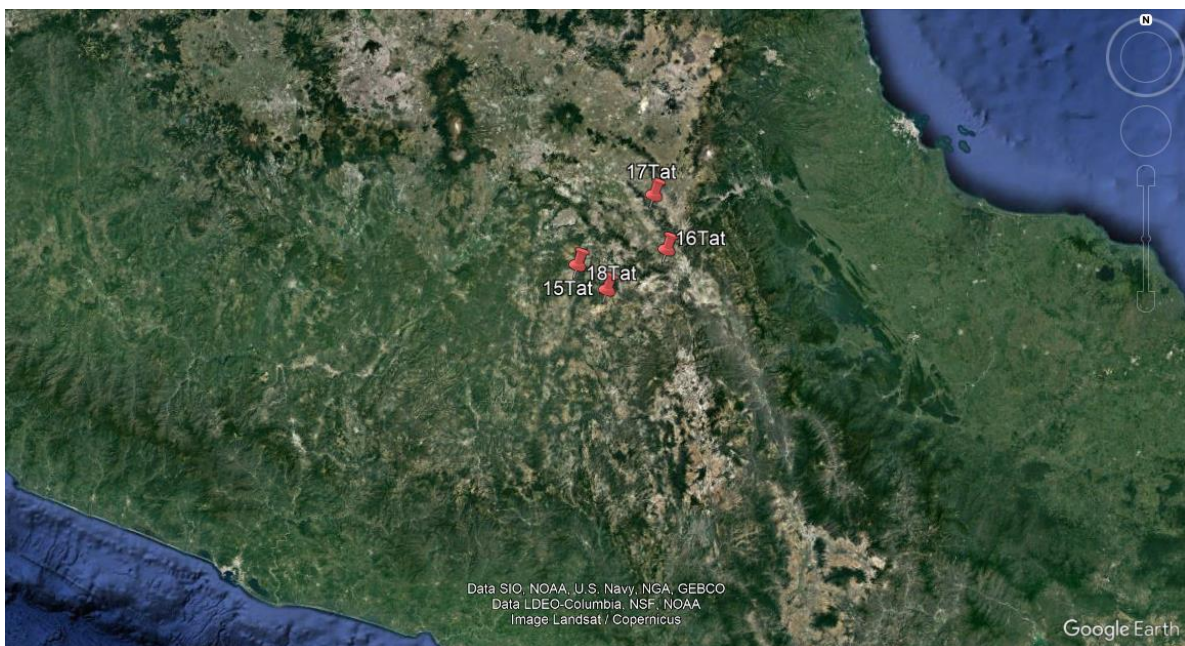 N
17Tat
16Tat
18Tat
15Tat
Data SIO, NOAA, U.S. Navy, NGA, GEBCO
Data LDEO-Columbia. NSF, NOAA
Image Landsat / Copernicus
Google Earth